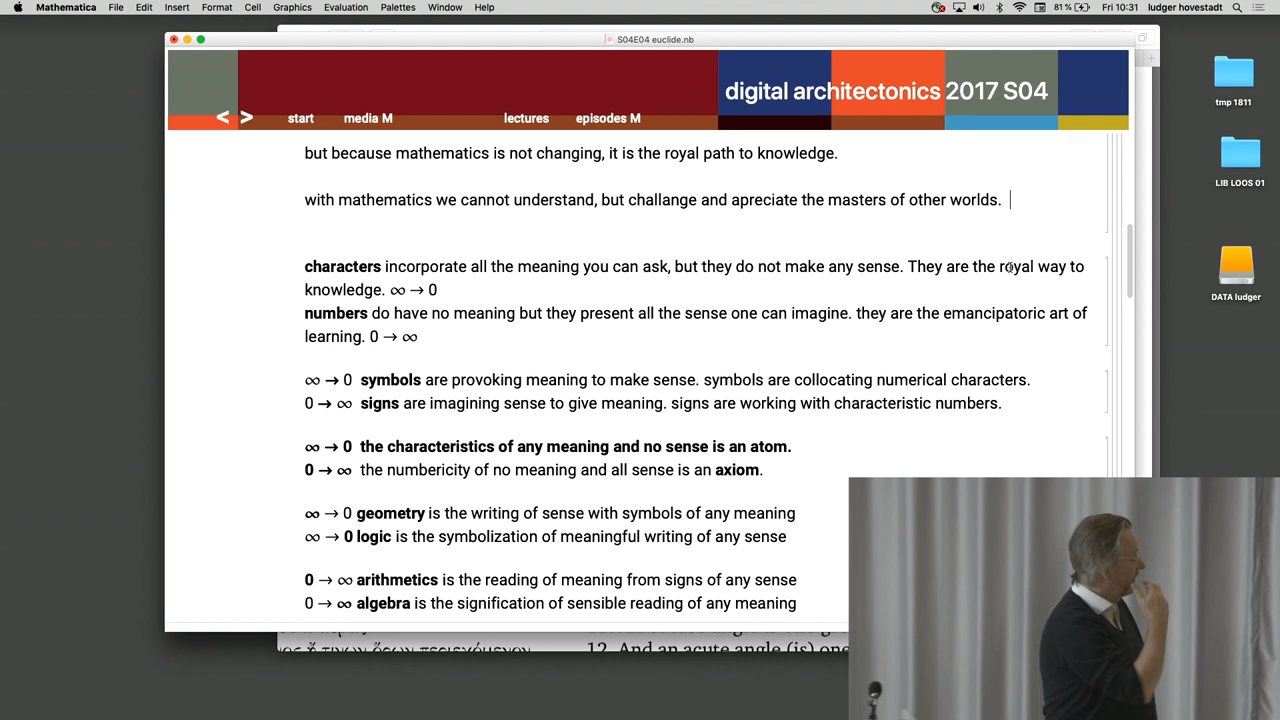 Mathematica File Edit Insert Format Cell Graphics Evaluation Palettes Window Help 81 % Fri 10:31 ludger hovestadt
S04E04 euclide.nb
digital architectonics 2017 S04
< > start media M lectures episodes M
tmp 1811
LIB LOOS 01
DATA ludger
but because mathematics is not changing, it is the royal path to knowledge.
with mathematics we cannot understand, but challange and apreciate the masters of other worlds.
characters incorporate all the meaning you can ask, but they do not make any sense. They are the royal way to
knowledge. ∞ → 0
numbers do have no meaning but they present all the sense one can imagine. they are the emancipatoric art of
learning. 0 → ∞
∞ → 0 symbols are provoking meaning to make sense. symbols are collocating numerical characters.
0 → ∞ signs are imagining sense to give meaning. signs are working with characteristic numbers.
∞ → 0 the characteristics of any meaning and no sense is an atom.
0 → ∞ the numbericity of no meaning and all sense is an axiom.
∞ → 0 geometry is the writing of sense with symbols of any meaning
∞ → 0 logic is the symbolization of meaningful writing of any sense
0 → ∞ arithmetics is the reading of meaning from signs of any sense
0 → ∞ algebra is the signification of sensible reading of any meaning
12. And an acute angle (is) one